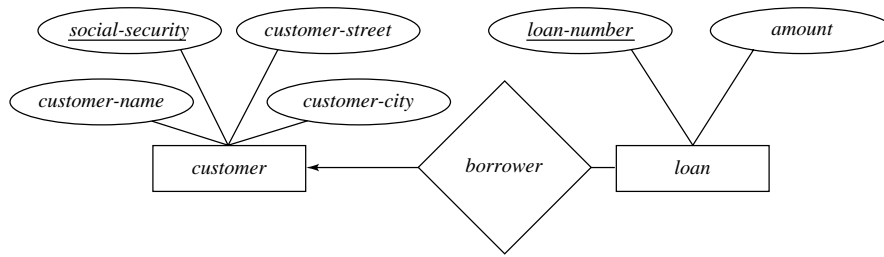 social-security
customer-street
loan-number
amount
customer-name
customer-city
customer
borrower
loan